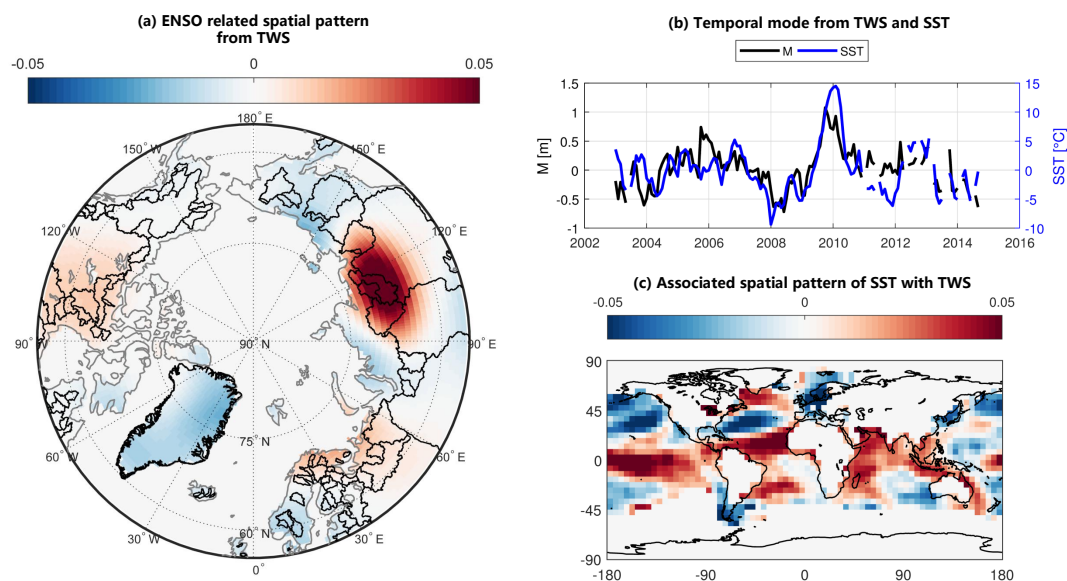 (a) ENSO related spatial pattern
from TWS
-0.05 0 0.05
180° E
150° W 150° E
120° W 120° E
90° W 90° N 90° E
75° N
60° W 60° E
60° N
30° W 30° E
0°
(b) Temporal mode from TWS and SST
M SST
1.5 15
1 10
0.5 5
0 0
-0.5 -5
-1 -10
M [m] SST [°C]
2002 2004 2006 2008 2010 2012 2014 2016
(c) Associated spatial pattern of SST with TWS
-0.05 0 0.05
90
45
0
-45
-90
-180 -90 0 90 180